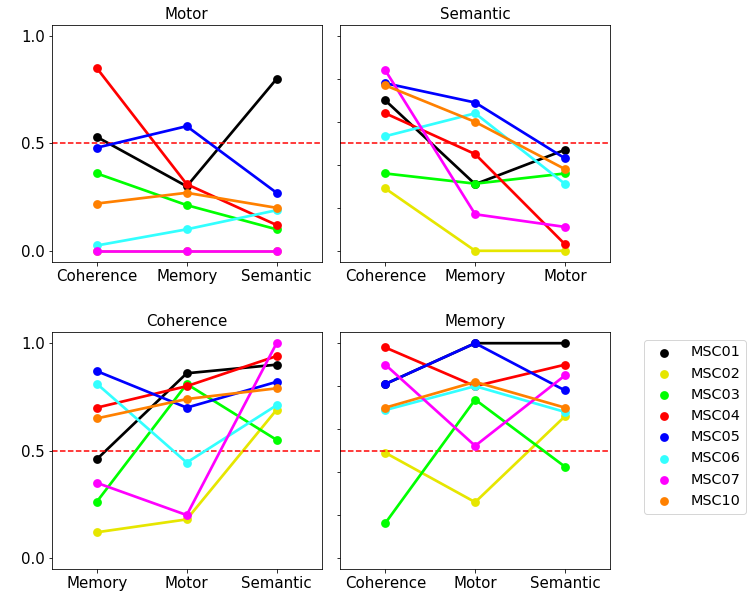 Motor
Semantic
1.0
0.5
0.0
Coherence Memory Semantic
Coherence Memory Motor
Coherence
Memory
1.0
0.5
0.0
Memory Motor Semantic
Coherence Motor Semantic
MSC01
MSC02
MSC03
MSC04
MSC05
MSC06
MSC07
MSC10